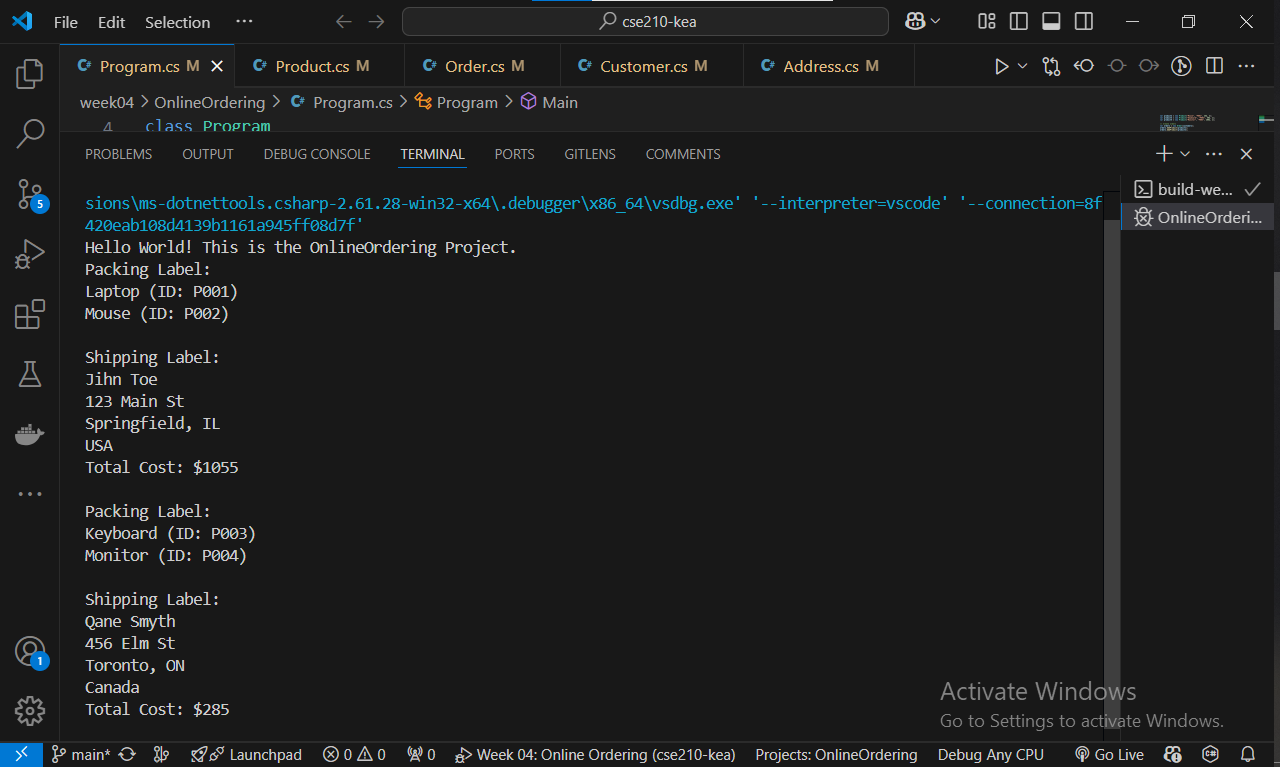 File Edit Selection ···
cse210-kea
Program.cs M Product.cs M Order.cs M Customer.cs M Address.cs M
week04 > OnlineOrdering > Program.cs > Program > Main
4 class Program
PROBLEMS OUTPUT DEBUG CONSOLE TERMINAL PORTS GITLENS COMMENTS
build-we...
OnlineOrderi...
sions\ms-dotnettools.csharp-2.61.28-win32-x64\.debugger\x86_64\vsdbg.exe' '--interpreter=vscode' '--connection=8f
420eab108d4139b1161a945ff08d7f'
Hello World! This is the OnlineOrdering Project.
Packing Label:
Laptop (ID: P001)
Mouse (ID: P002)
Shipping Label:
Jihn Toe
123 Main St
Springfield, IL
USA
Total Cost: $1055
Packing Label:
Keyboard (ID: P003)
Monitor (ID: P004)
Shipping Label:
Qane Smyth
456 Elm St
Toronto, ON
Canada
Total Cost: $285
5
1
Activate Windows
Go to Settings to activate Windows.
main* Launchpad 0 0 0 Week 04: Online Ordering (cse210-kea) Projects: OnlineOrdering Debug Any CPU Go Live